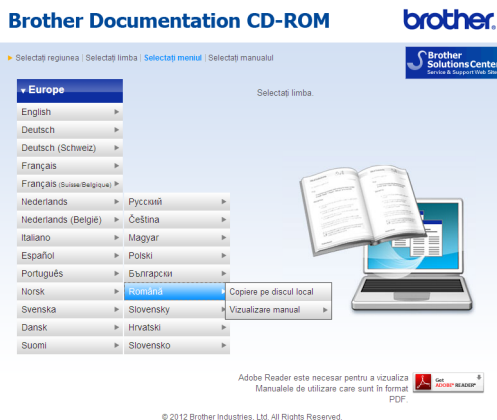 Brother Documentation CD-ROM
brother.
Selectați regiunea | Selectați limba | Selectați meniul | Selectați manualul
Brother
SolutionsCenter
Service & Support Web Site
Europe
Selectați limba.
English
Deutsch
Deutsch (Schweiz)
Français
Français (Suisse/Belgique)
Nederlands
Русский
Nederlands (België)
Čeština
Italiano
Magyar
Español
Polski
Português
Български
Norsk
Română
Copiere pe discul local
Svenska
Slovensky
Vizualizare manual
Dansk
Hrvatski
Suomi
Slovensko
Adobe Reader este necesar pentru a vizualiza
Manualele de utilizare care sunt în format
PDF.
Get
ADOBE® READER®
© 2012 Brother Industries, Ltd. All Rights Reserved.